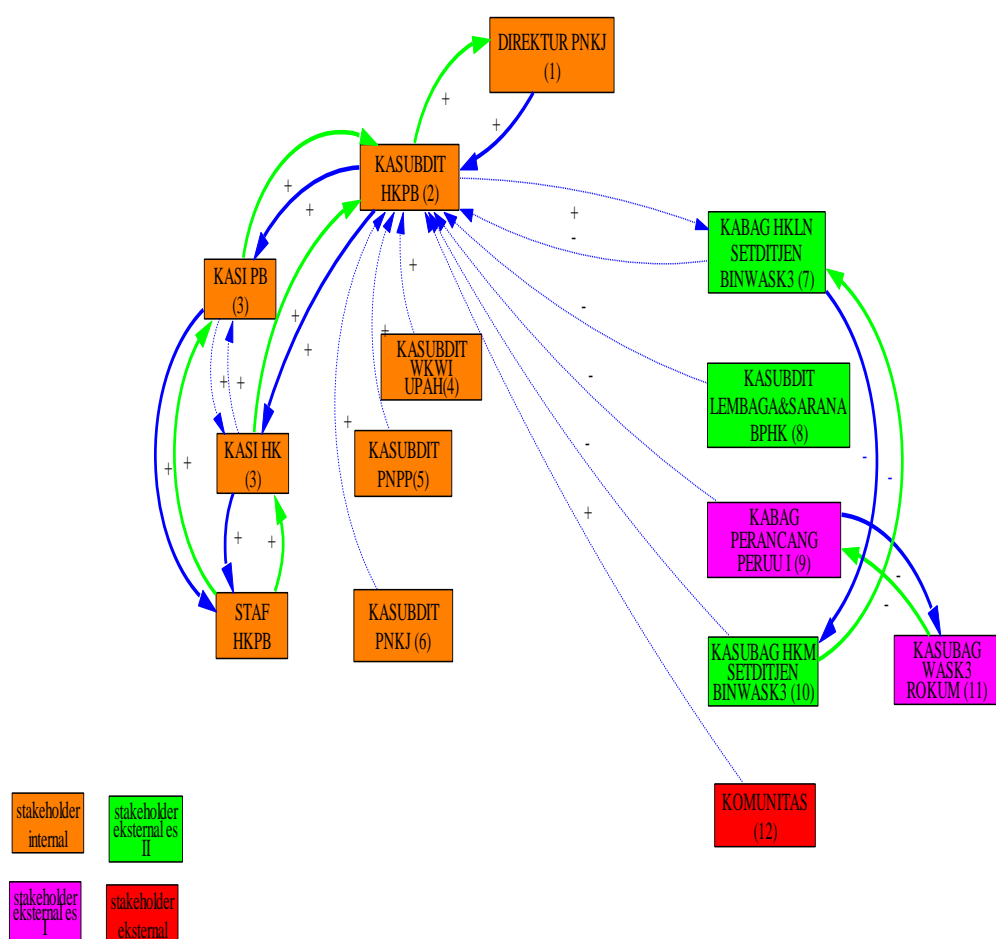 DIREKTUR PNKJ
(1)
+
+
KASUBDIT
HKPB (2)
+
+
+
-
KABAG HKLN
SETDITJEN
BINWASK3 (7)
KASI PB
(3)
+
+
+
+
-
KASUBDIT
WKWI
UPAH(4)
KASUBDIT
LEMBAGA&SARANA
BPHK (8)
+
+
-
KASI HK
(3)
+
+
+
KASUBDIT
PNPP(5)
-
-
-
KABAG
PERANCANG
PERUU I (9)
+
+
+
-
-
STAF
HKPB
KASUBDIT
PNKJ (6)
KASUBAG HKM
SETDITJEN
BINWASK3 (10)
KASUBAG
WASK3
ROKUM (11)
KOMUNITAS
(12)
stakeholder
internal
stakeholder
eksternal es
II
stakeholder
eksternal es
I
stakeholder
eksternal